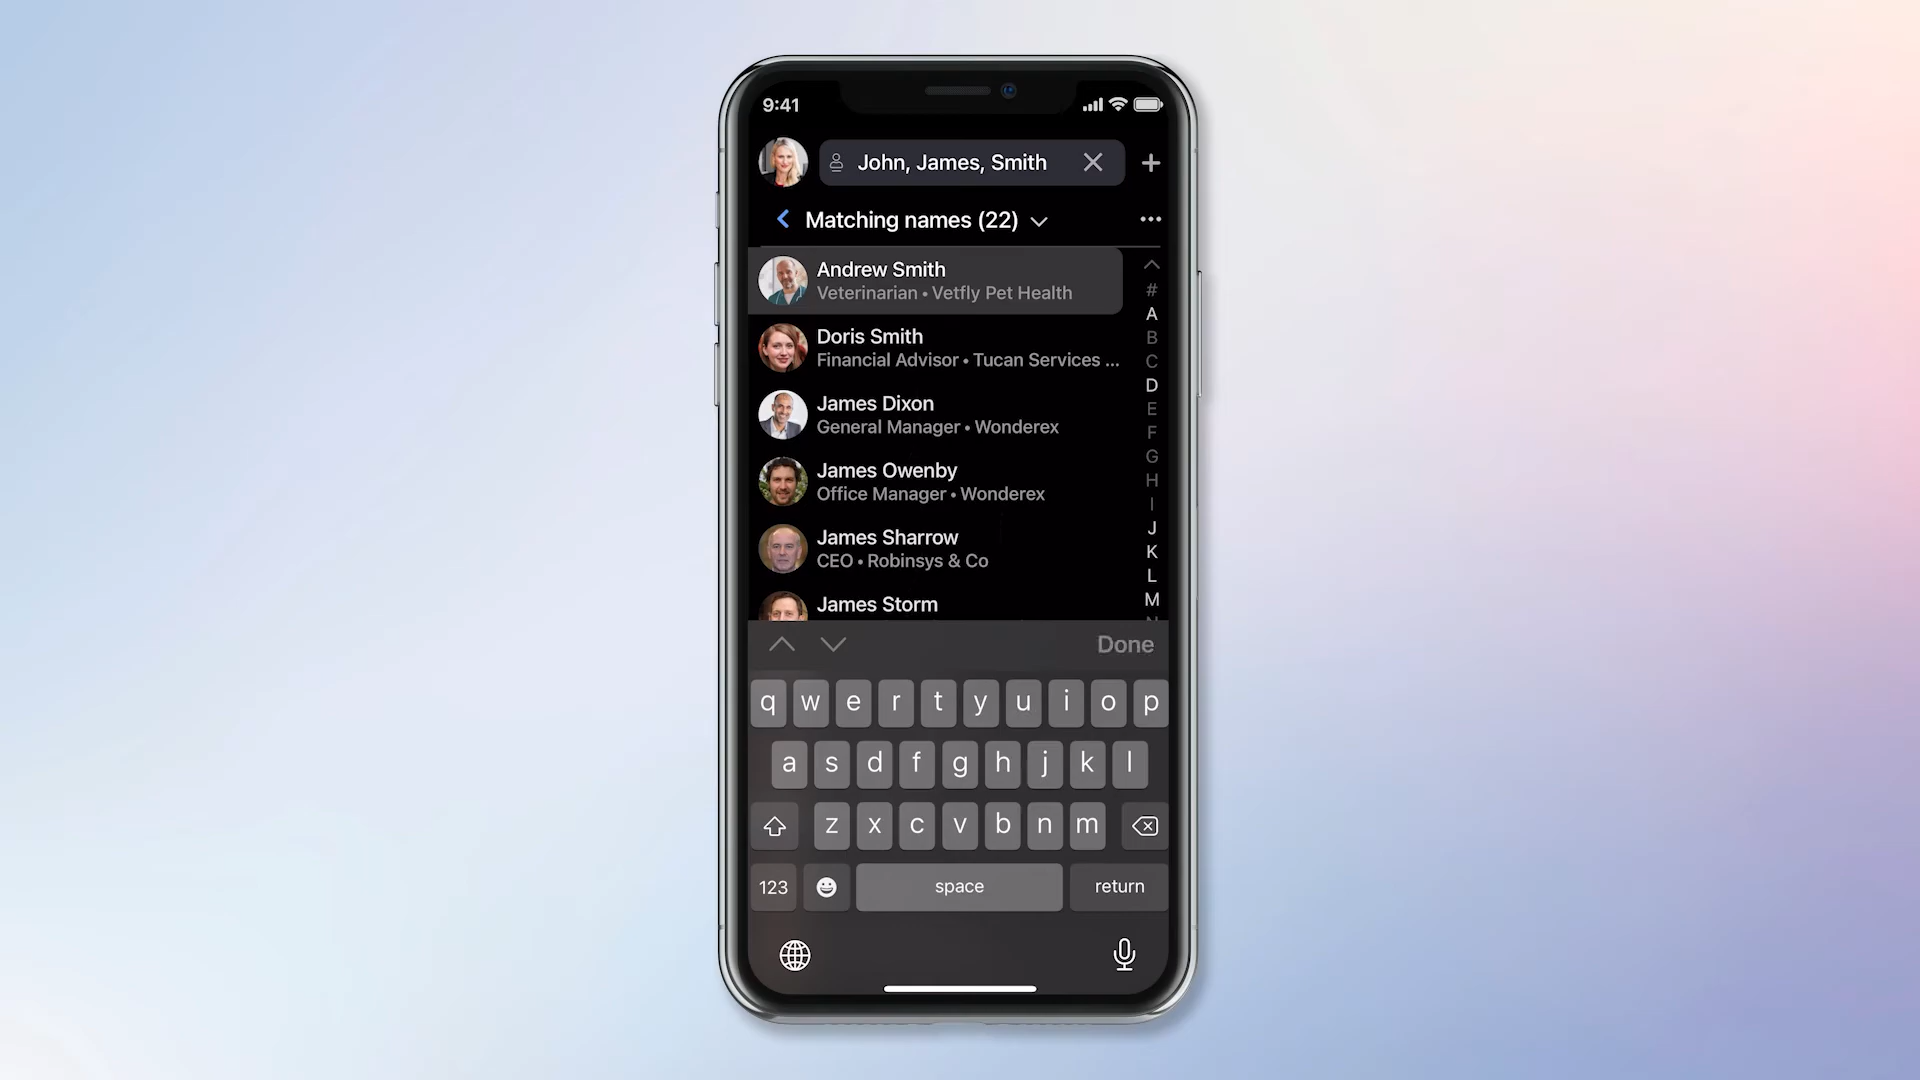 9:41
John, James, Smith
Matching names (22)
Andrew Smith
Veterinarian • Vetfly Pet Health
Doris Smith
Financial Advisor • Tucan Services ...
James Dixon
General Manager • Wonderex
James Owenby
Office Manager • Wonderex
James Sharrow
CEO • Robinsys & Co
James Storm
#
A
B
C
D
E
F
G
H
I
J
K
L
M
Done
q w e r t y u i o p
a s d f g h j k l
z x c v b n m
123 space return